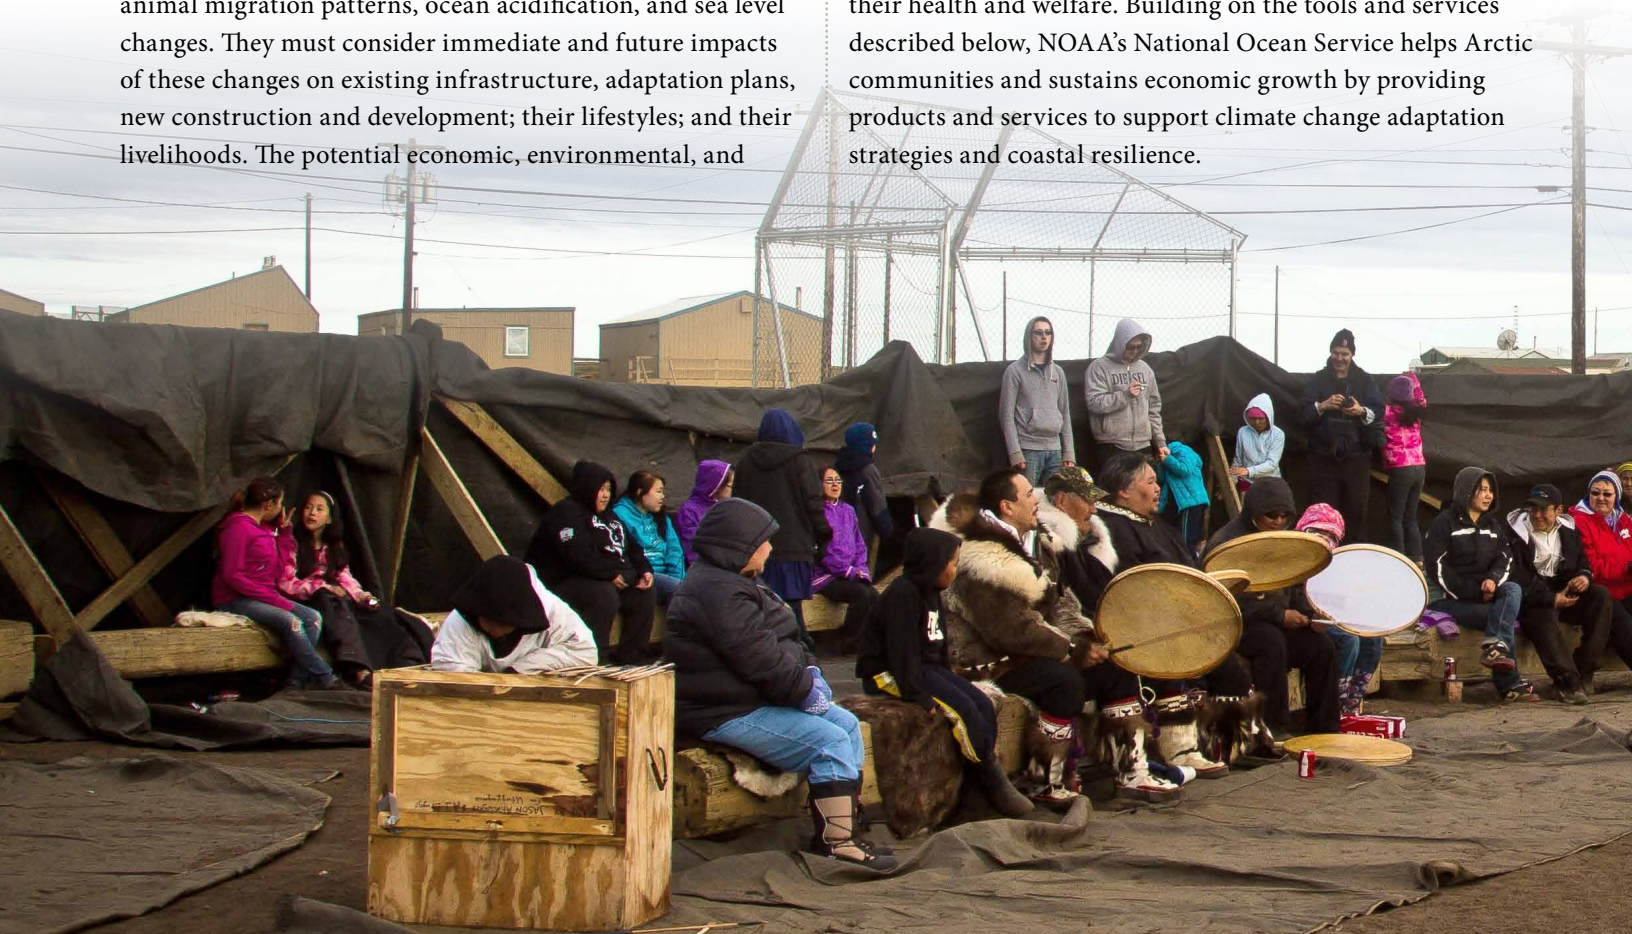 animal migration patterns, ocean acidification, and sea level
changes. They must consider immediate and future impacts
of these changes on existing infrastructure, adaptation plans,
new construction and development; their lifestyles; and their
livelihoods. The potential economic, environmental, and
their health and welfare. Building on the tools and services
described below, NOAA’s National Ocean Service helps Arctic
communities and sustains economic growth by providing
products and services to support climate change adaptation
strategies and coastal resilience.
DIESEL